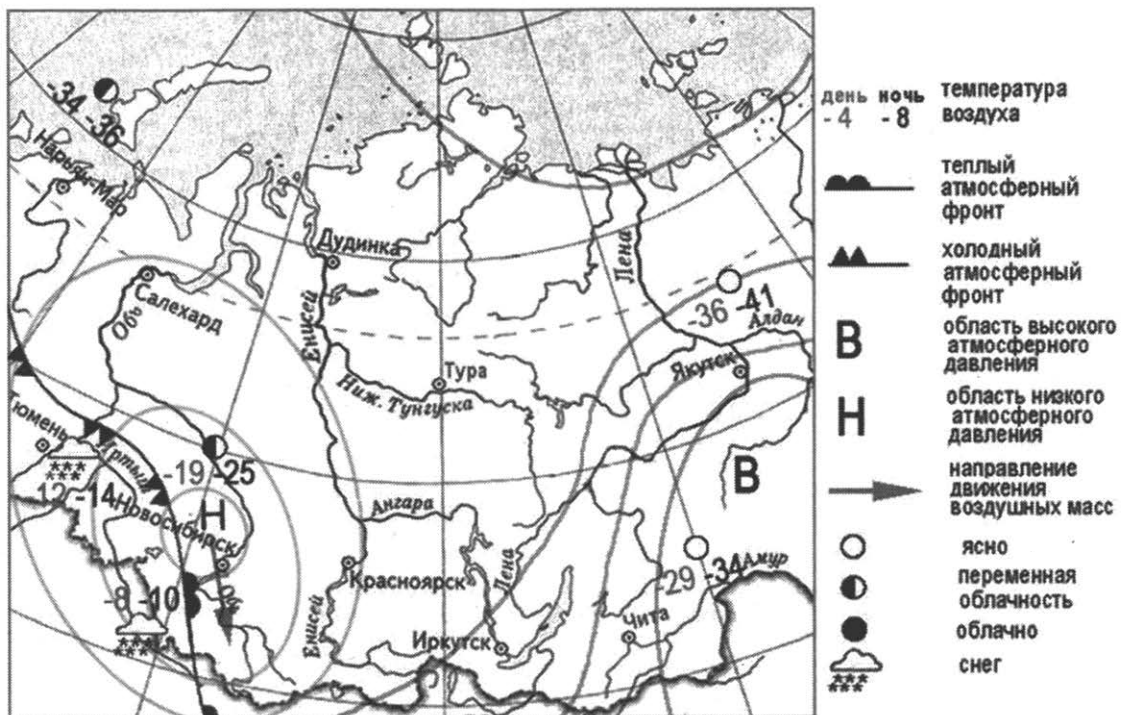 -34 -36
Нарьян-Мар
Дудинка
Лена
Салехард
Обь
Енисей
-36 -41
Алдан
Тура
Якутск
Ниж. Тунгуска
Тюмень
Иртыш
-19 -25
В
-12 -14
Новосибирск
Н
Ангара
Красноярск
Лена
-29 -34
Амур
-8 -10
Обь
Енисей
Иркутск
Чита
день ночь температура
-4 -8 воздуха
теплый
атмосферный
фронт
холодный
атмосферный
фронт
В
область высокого
атмосферного
давления
Н
область низкого
атмосферного
давления
направление
движения
воздушных масс
ясно
переменная
облачность
облачно
снег